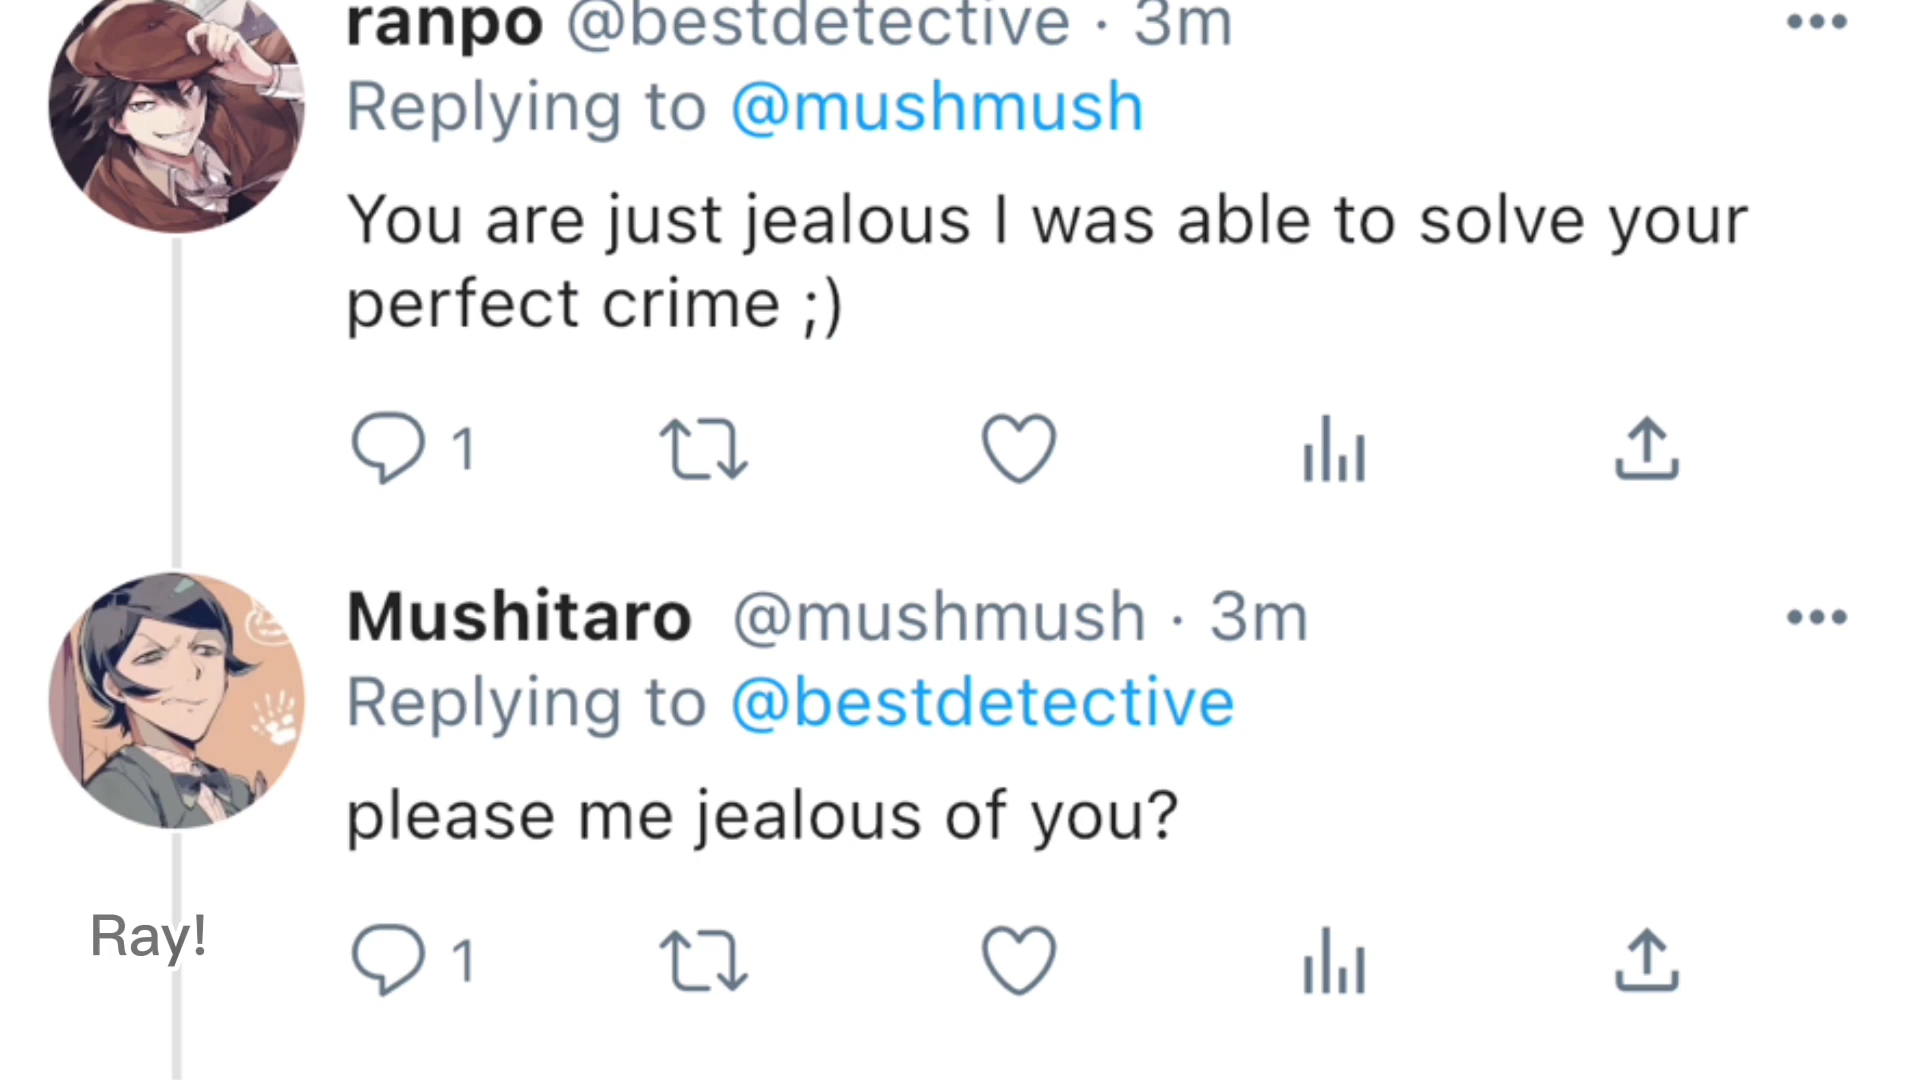 ranpo @bestdetective · 3m
Replying to @mushmush
You are just jealous I was able to solve your
perfect crime ;)
1
Mushitaro @mushmush · 3m
Replying to @bestdetective
please me jealous of you?
Ray!
1